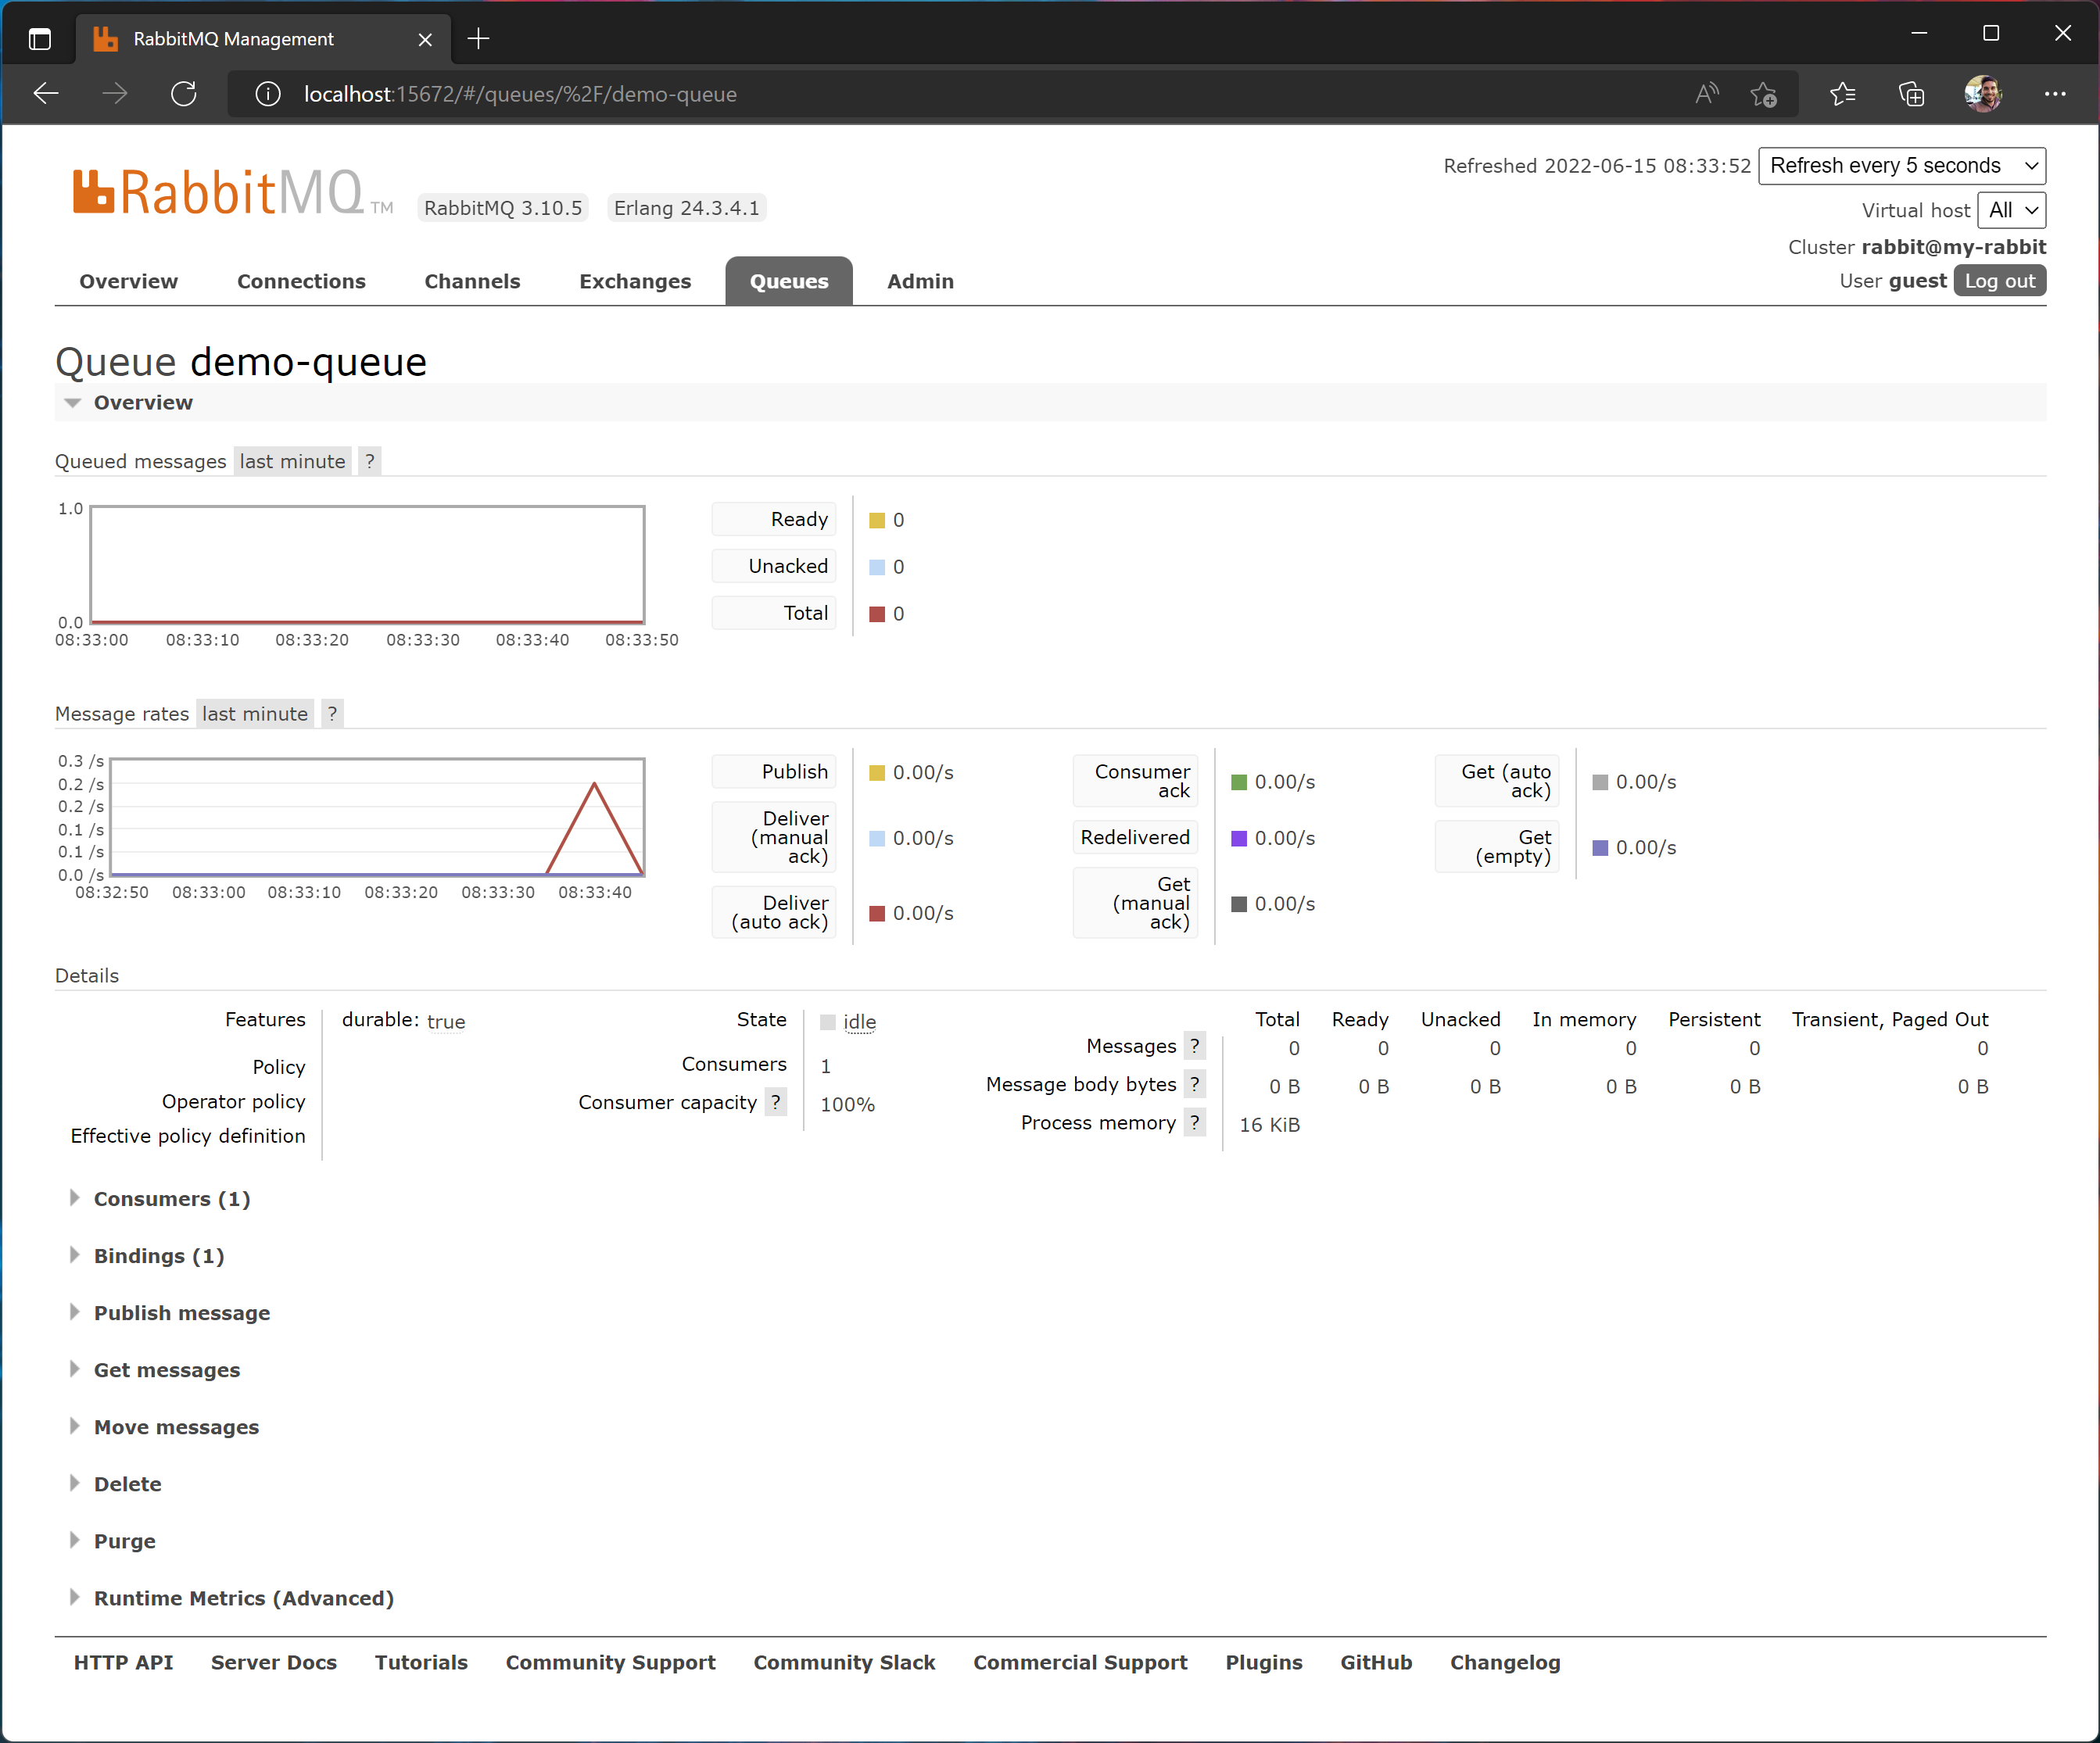 RabbitMQ Management
localhost:15672/#/queues/%2F/demo-queue
RabbitMQ TM
RabbitMQ 3.10.5 Erlang 24.3.4.1
Refreshed 2022-06-15 08:33:52 Refresh every 5 seconds
Virtual host All
Cluster rabbit@my-rabbit
User guest Log out
Overview Connections Channels Exchanges Queues Admin
Queue demo-queue
Overview
Queued messages last minute ?
1.0
0.0
08:33:00 08:33:10 08:33:20 08:33:30 08:33:40 08:33:50
Ready 0
Unacked 0
Total 0
Message rates last minute ?
0.3 /s
0.2 /s
0.2 /s
0.1 /s
0.1 /s
0.0 /s
08:32:50 08:33:00 08:33:10 08:33:20 08:33:30 08:33:40
Publish 0.00/s
Deliver
(manual 0.00/s
ack)
Deliver
(auto ack) 0.00/s
Consumer
ack 0.00/s
Redelivered 0.00/s
Get
(manual 0.00/s
ack)
Get (auto
ack) 0.00/s
Get
(empty) 0.00/s
Details
Features durable: true
Policy
Operator policy
Effective policy definition
State idle
Consumers 1
Consumer capacity ? 100%
Total Ready Unacked In memory Persistent Transient, Paged Out
Messages ? 0 0 0 0 0 0
Message body bytes ? 0 B 0 B 0 B 0 B 0 B 0 B
Process memory ? 16 KiB
Consumers (1)
Bindings (1)
Publish message
Get messages
Move messages
Delete
Purge
Runtime Metrics (Advanced)
HTTP API Server Docs Tutorials Community Support Community Slack Commercial Support Plugins GitHub Changelog